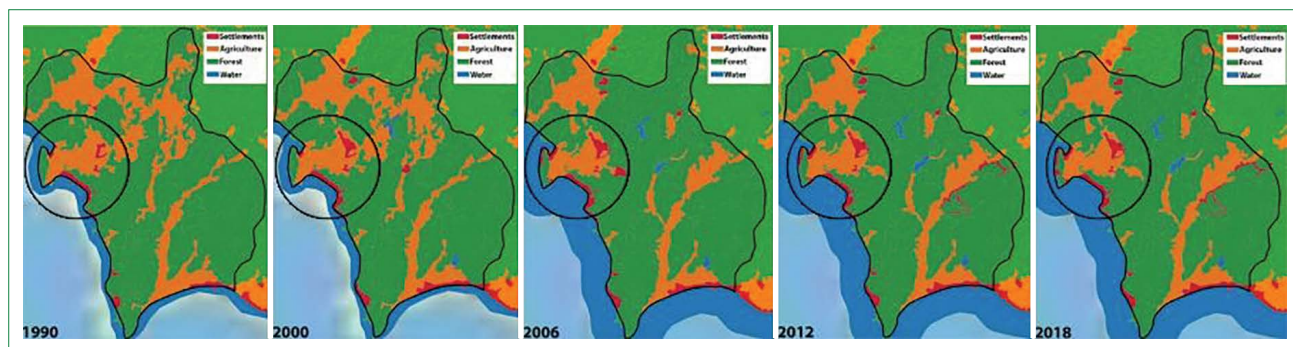 Settlements
Agriculture
Forest
Water
1990
Settlements
Agriculture
Forest
Water
2000
Settlements
Agriculture
Forest
Water
2006
Settlements
Agriculture
Forest
Water
2012
Settlements
Agriculture
Forest
Water
2018